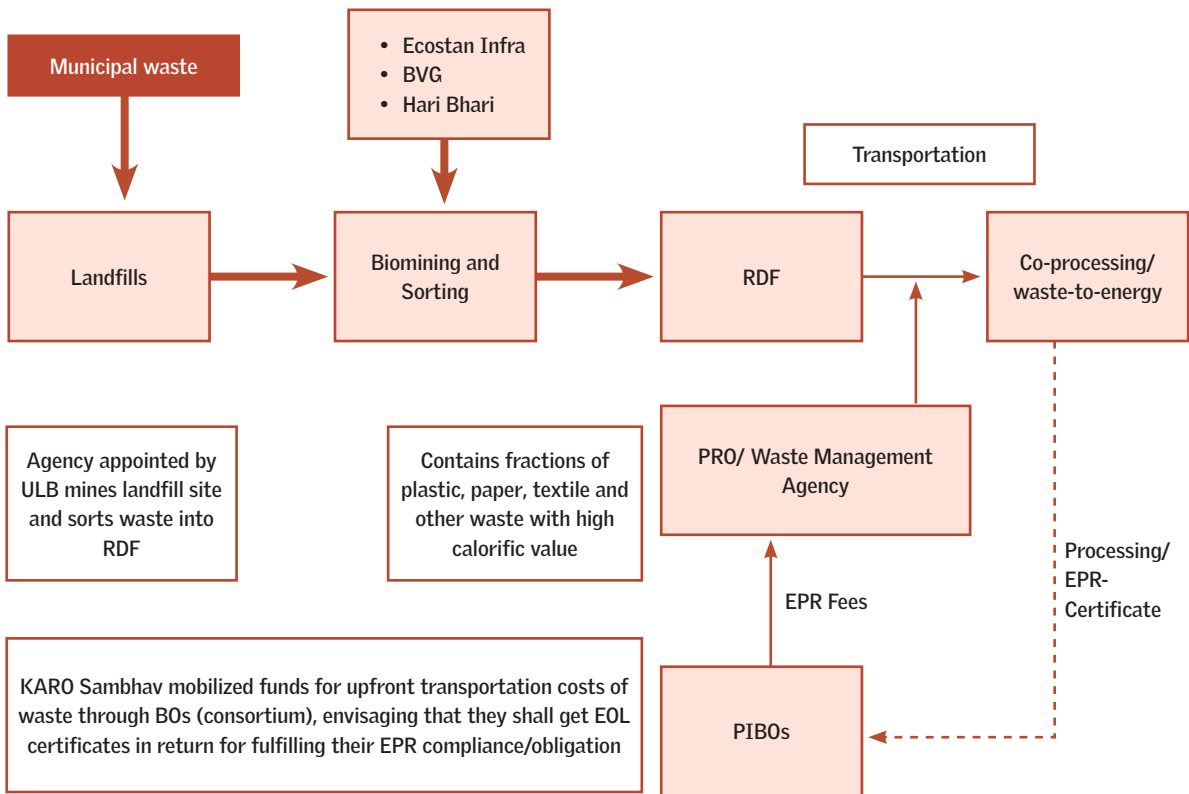 Municipal waste
• Ecostan Infra
• BVG
• Hari Bhari
Transportation
Landfills
Biomining and
Sorting
RDF
Co-processing/
waste-to-energy
Agency appointed by
ULB mines landfill site
and sorts waste into
RDF
Contains fractions of
plastic, paper, textile and
other waste with high
calorific value
PRO/ Waste Management
Agency
Processing/
EPR-
Certificate
EPR Fees
KARO Sambhav mobilized funds for upfront transportation costs of
waste through BOs (consortium), envisaging that they shall get EOL
certificates in return for fulfilling their EPR compliance/obligation
PIBOs